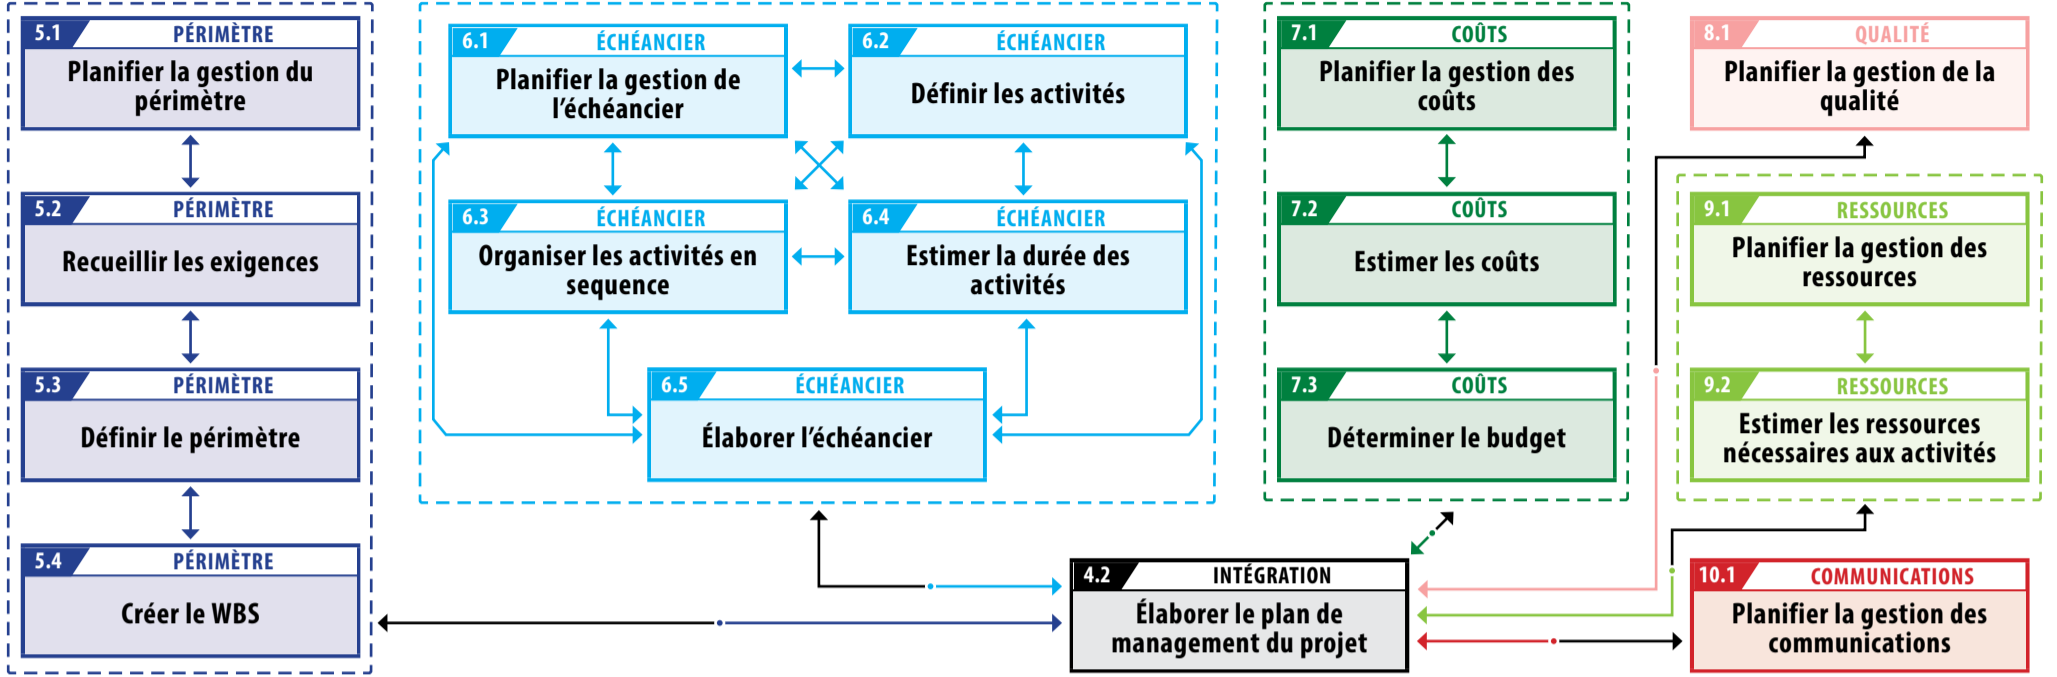 5.1 PÉRIMÈTRE
Planifier la gestion du
périmètre
5.2 PÉRIMÈTRE
Recueillir les exigences
5.3 PÉRIMÈTRE
Définir le périmètre
5.4 PÉRIMÈTRE
Créer le WBS
6.1 ÉCHÉANCIER
Planifier la gestion de
l’échéancier
6.2 ÉCHÉANCIER
Définir les activités
6.3 ÉCHÉANCIER
Organiser les activités en
sequence
6.4 ÉCHÉANCIER
Estimer la durée des
activités
6.5 ÉCHÉANCIER
Élaborer l’échéancier
7.1 COÛTS
Planifier la gestion des
coûts
7.2 COÛTS
Estimer les coûts
7.3 COÛTS
Déterminer le budget
4.2 INTÉGRATION
Élaborer le plan de
management du projet
8.1 QUALITÉ
Planifier la gestion de la
qualité
9.1 RESSOURCES
Planifier la gestion des
ressources
9.2 RESSOURCES
Estimer les ressources
nécessaires aux activités
10.1 COMMUNICATIONS
Planifier la gestion des
communications